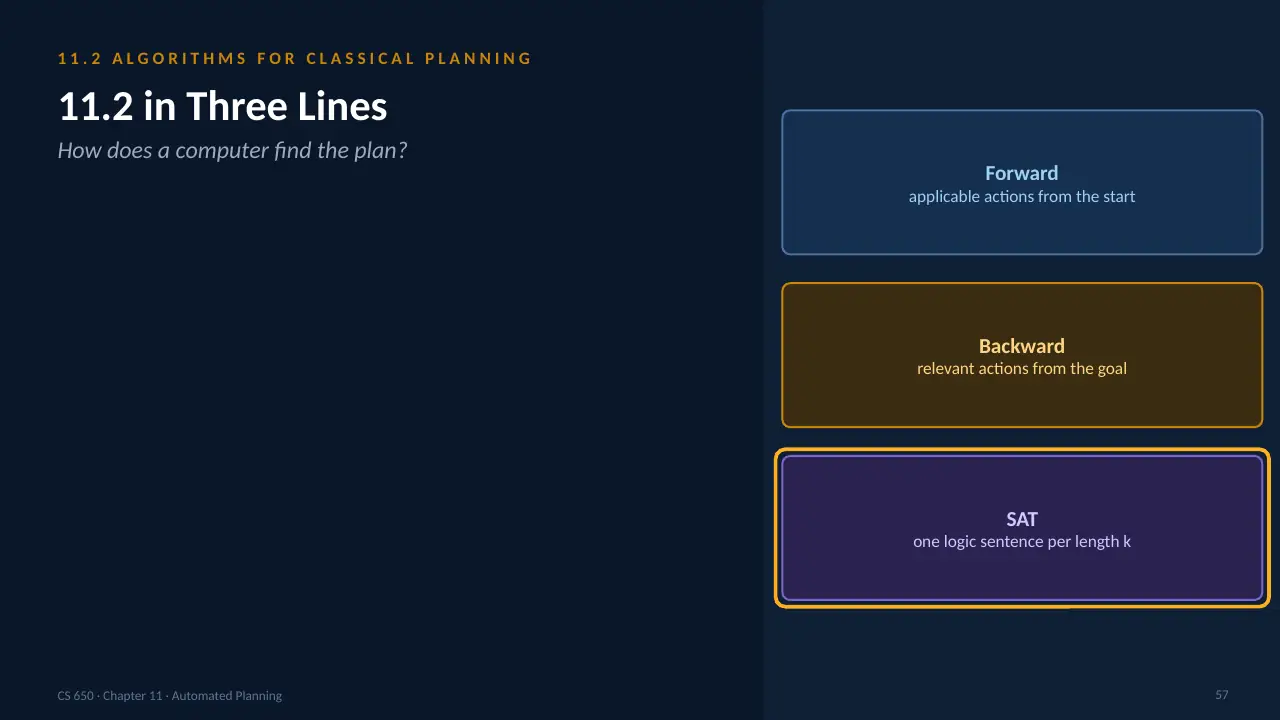 11.2 ALGORITHMS FOR CLASSICAL PLANNING
11.2 in Three Lines
How does a computer find the plan?
Forward
applicable actions from the start
Backward
relevant actions from the goal
SAT
one logic sentence per length k
CS 650 · Chapter 11 · Automated Planning
57